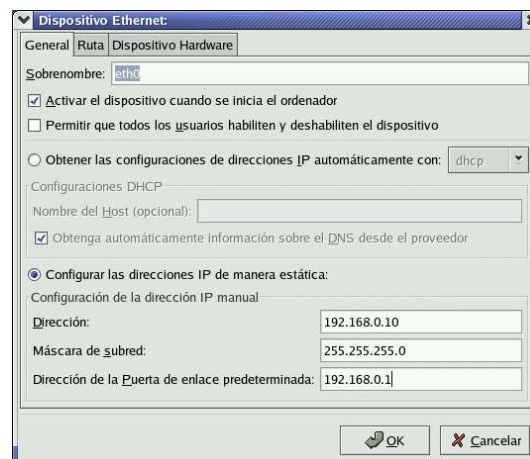 Dispositivo Ethernet:
General Ruta Dispositivo Hardware
Sobrenombre: eth0
Activar el dispositivo cuando se inicia el ordenador
Permitir que todos los usuarios habiliten y deshabiliten el dispositivo
Obtener las configuraciones de direcciones IP automáticamente con: dhcp
Configuraciones DHCP
Nombre del Host (opcional):
Obtenga automáticamente información sobre el DNS desde el proveedor
Configurar las direcciones IP de manera estática:
Configuración de la dirección IP manual
Dirección: 192.168.0.10
Máscara de subred: 255.255.255.0
Dirección de la Puerta de enlace predeterminada: 192.168.0.1
OK Cancelar